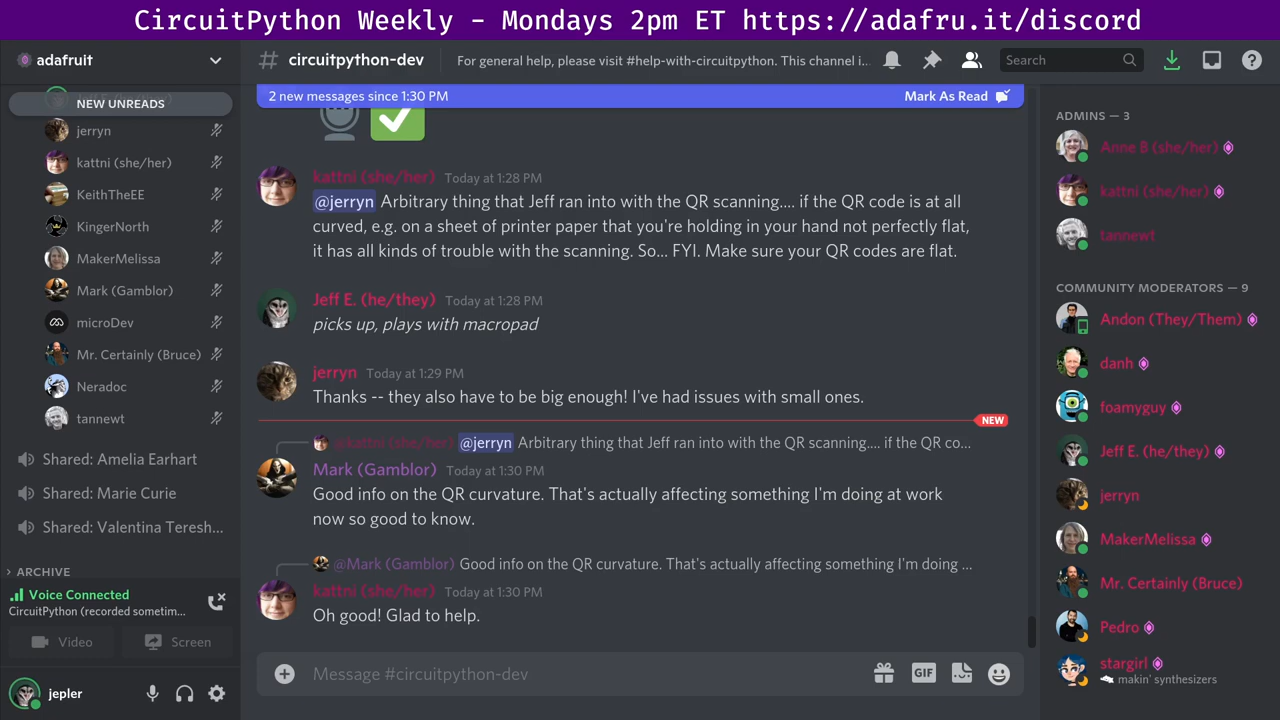 CircuitPython Weekly - Mondays 2pm ET https://adafru.it/discord
adafruit
NEW UNREADS
jerryn
kattni (she/her)
KeithTheEE
KingerNorth
MakerMelissa
Mark (Gamblor)
microDev
Mr. Certainly (Bruce)
Neradoc
tannewt
Shared: Amelia Earhart
Shared: Marie Curie
Shared: Valentina Teresh...
ARCHIVE
Voice Connected
CircuitPython (recorded sometim...
Video
Screen
jepler
# circuitpython-dev
For general help, please visit #help-with-circuitpython. This channel i...
Search
2 new messages since 1:30 PM
Mark As Read
kattni (she/her) Today at 1:28 PM
@jerryn Arbitrary thing that Jeff ran into with the QR scanning.... if the QR code is at all
curved, e.g. on a sheet of printer paper that you're holding in your hand not perfectly flat,
it has all kinds of trouble with the scanning. So... FYI. Make sure your QR codes are flat.
Jeff E. (he/they) Today at 1:28 PM
picks up, plays with macropad
jerryn Today at 1:29 PM
Thanks -- they also have to be big enough! I've had issues with small ones.
NEW
@kattni (she/her) @jerryn Arbitrary thing that Jeff ran into with the QR scanning.... if the QR co...
Mark (Gamblor) Today at 1:30 PM
Good info on the QR curvature. That's actually affecting something I'm doing at work
now so good to know.
@Mark (Gamblor) Good info on the QR curvature. That's actually affecting something I'm doing ...
kattni (she/her) Today at 1:30 PM
Oh good! Glad to help.
Message #circuitpython-dev
GIF
ADMINS — 3
Anne B (she/her)
kattni (she/her)
tannewt
COMMUNITY MODERATORS — 9
Andon (They/Them)
danh
foamyguy
Jeff E. (he/they)
jerryn
MakerMelissa
Mr. Certainly (Bruce)
Pedro
stargirl
makin' synthesizers